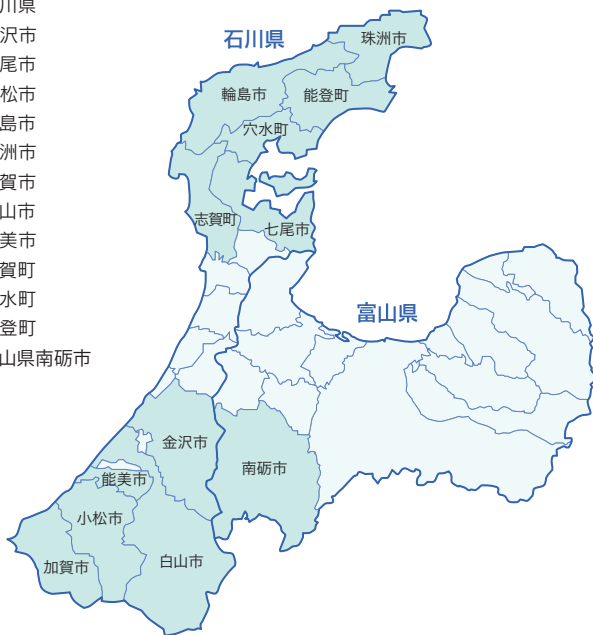 川県
沢市
尾市
松市
島市
洲市
賀市
山市
美市
賀町
水町
登町
山県南砺市
石川県
珠洲市
輪島市
能登町
穴水町
志賀町
七尾市
富山県
金沢市
南砺市
能美市
小松市
白山市
加賀市